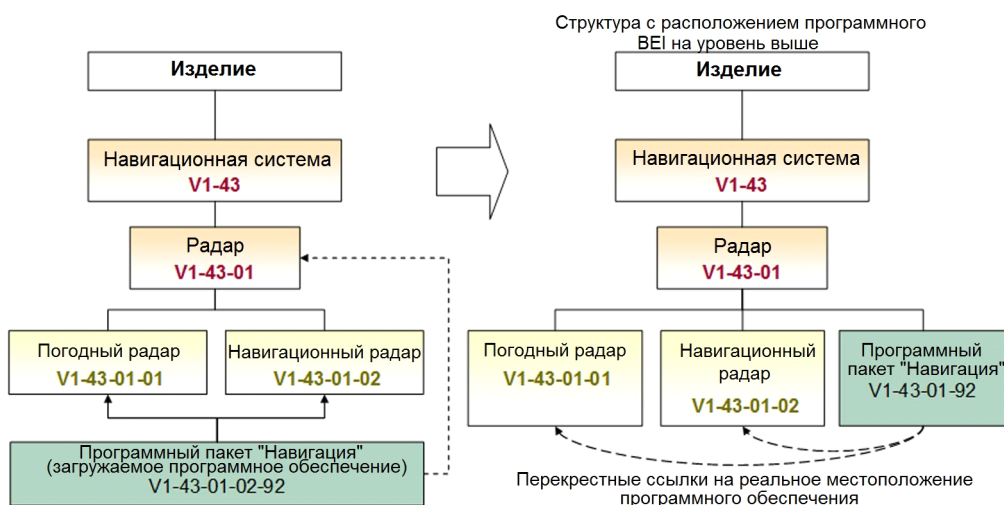 Изделие
Навигационная система
V1-43
Радар
V1-43-01
Погодный радар
V1-43-01-01
Навигационный радар
V1-43-01-02
Программный пакет "Навигация"
(загружаемое программное обеспечение)
V1-43-01-02-92
Структура с расположением программного
BEI на уровень выше
Изделие
Навигационная система
V1-43
Радар
V1-43-01
Погодный радар
V1-43-01-01
Навигационный
радар
V1-43-01-02
Программный
пакет "Навигация"
V1-43-01-92
Перекрестные ссылки на реальное местоположение
программного обеспечения